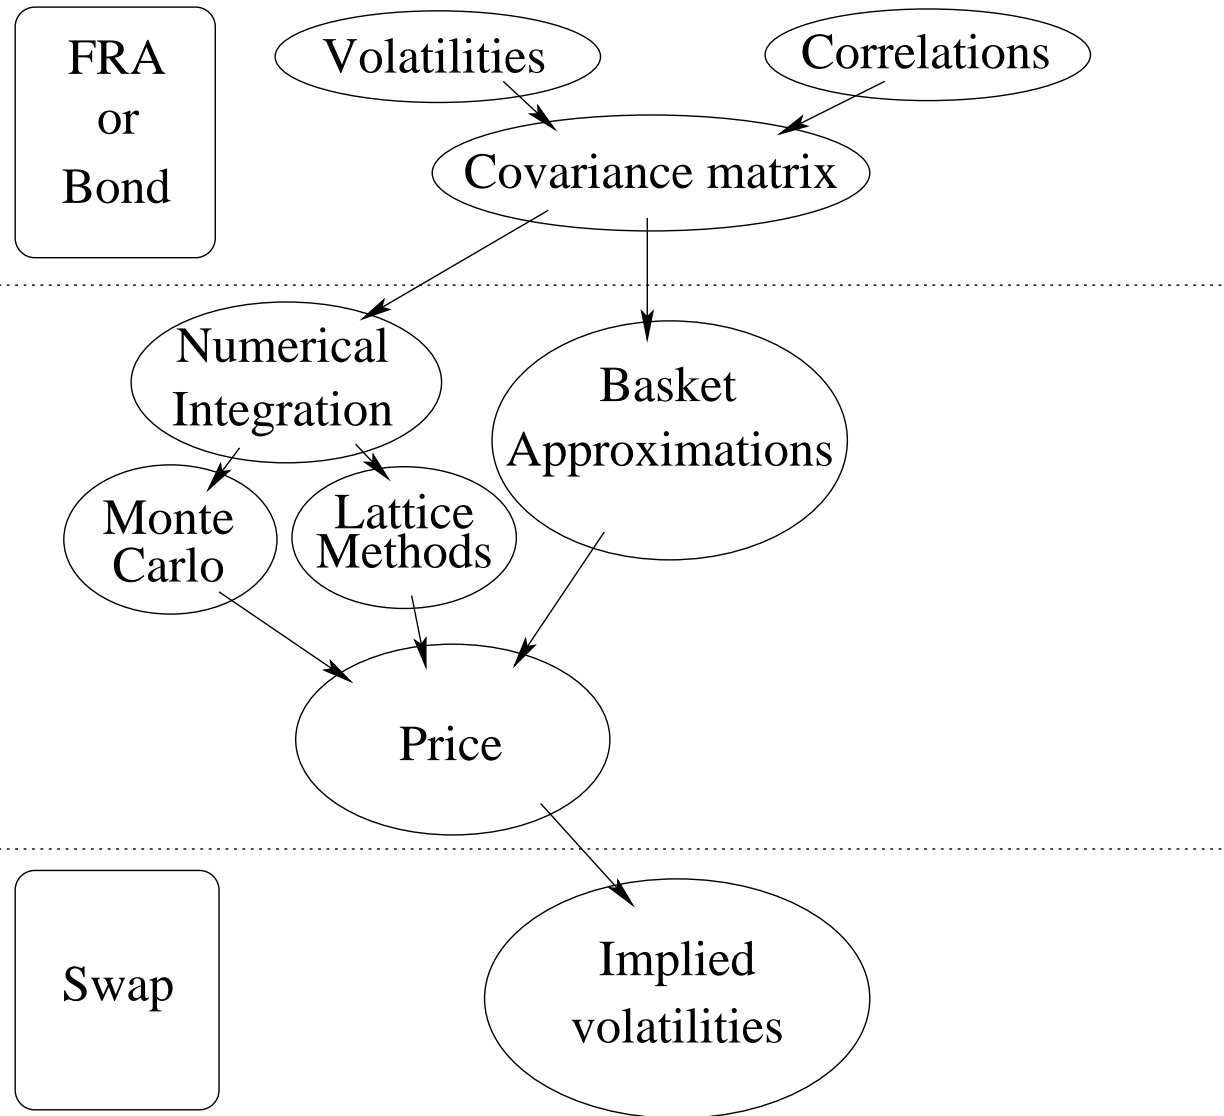 FRA
or
Bond
Volatilities
Correlations
Covariance matrix
Numerical
Integration
Basket
Approximations
Monte
Carlo
Lattice
Methods
Price
Swap
Implied
volatilities